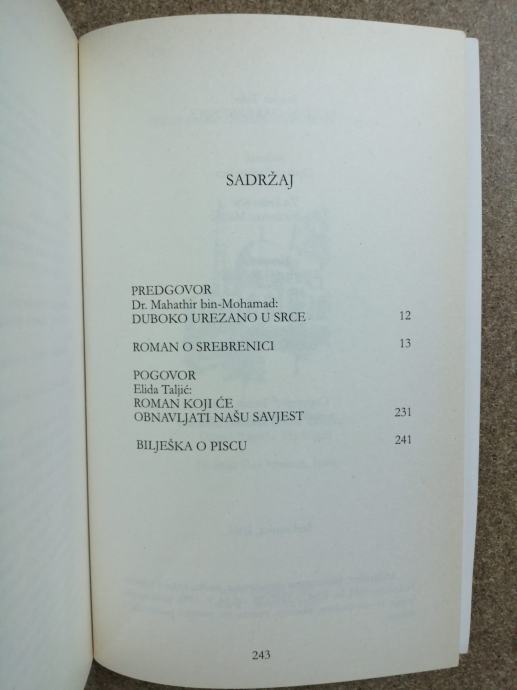 SADRŽAJ
PREDGOVOR
Dr. Mahathir bin-Mohamad:
DUBOKO UREZANO U SRCE 12
ROMAN O SREBRENICI 13
POGOVOR
Elida Taljić:
ROMAN KOJI ĆE
OBNAVLJATI NAŠU SAVJEST 231
BILJEŠKA O PISCU 241
243